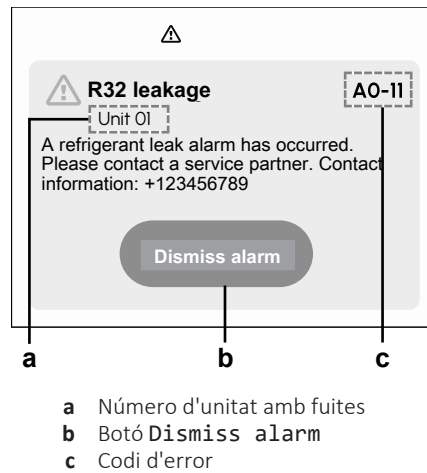 R32 leakage
A0-11
Unit 01
A refrigerant leak alarm has occurred.
Please contact a service partner. Contact
information: +123456789
Dismiss alarm
a b c
a Número d'unitat amb fuites
b Botó Dismiss alarm
c Codi d'error